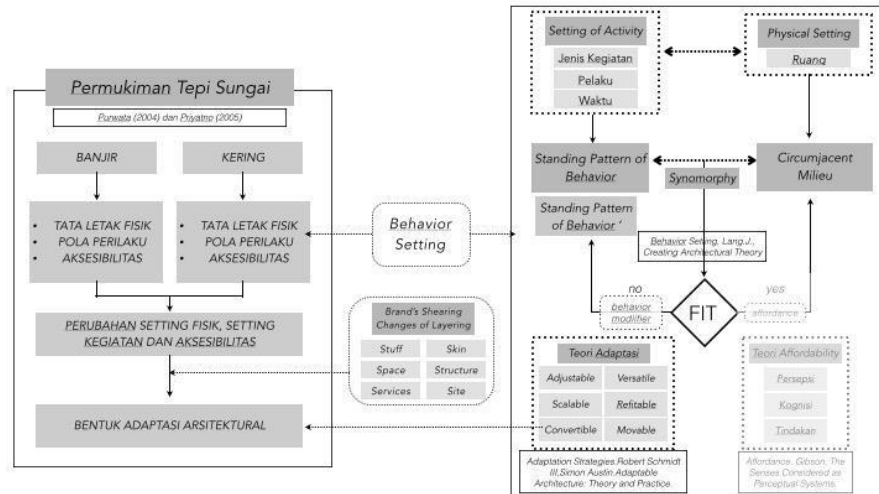 Permukiman Tepi Sungai
Purwata (2004) dan Priyatno (2005)
BANJIR
KERING
• TATA LETAK FISIK
• POLA PERILAKU
• AKSESIBILITAS
• TATA LETAK FISIK
• POLA PERILAKU
• AKSESIBILITAS
PERUBAHAN SETTING FISIK, SETTING
KEGIATAN DAN AKSESIBILITAS
BENTUK ADAPTASI ARSITEKTURAL
Behavior
Setting
Brand's Shearing
Changes of Layering
Stuff
Skin
Space
Structure
Services
Site
Setting of Activity
Jenis Kegiatan
Pelaku
Waktu
Physical Setting
Ruang
Standing Pattern of
Behavior
Synomorphy
Circumjacent
Milieu
Standing Pattern
of Behavior '
Behavior Setting, Lang.J.,
Creating Architectural Theory
no
yes
behavior
modifier
FIT
affordance
Teori Adaptasi
Adjustable
Versatile
Scalable
Refitable
Convertible
Movable
Adaptation Strategies.Robert Schmidt
III,Simon Austin.Adaptable
Architecture: Theory and Practice.
Teori Affordability
Persepsi
Kognisi
Tindakan
Affordance. Gibson, The
Senses Considered as
Perceptual Systems.